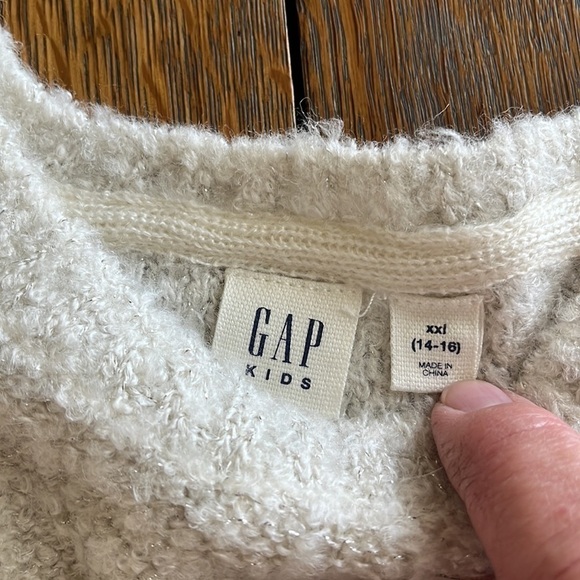 GAP
KIDS
xxl
(14-16)
MADE IN
CHINA